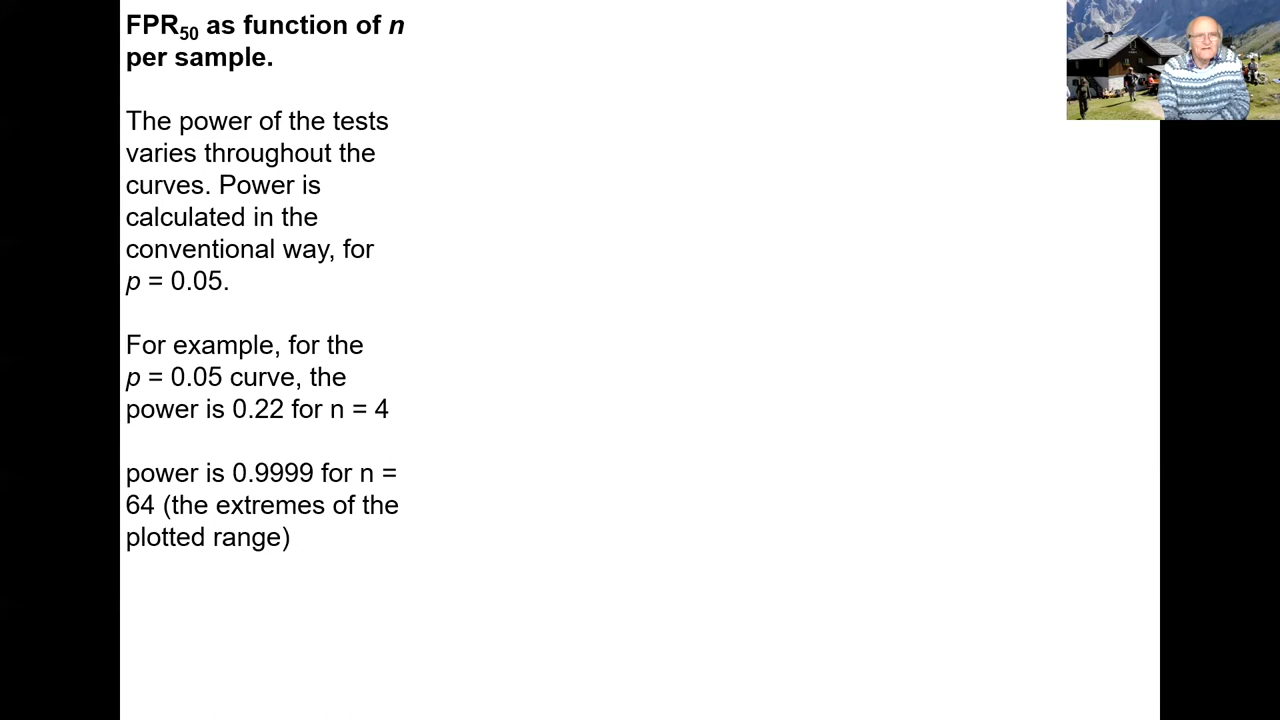 FPR50 as function of n
per sample.
The power of the tests
varies throughout the
curves. Power is
calculated in the
conventional way, for
p = 0.05.
For example, for the
p = 0.05 curve, the
power is 0.22 for n = 4
power is 0.9999 for n =
64 (the extremes of the
plotted range)